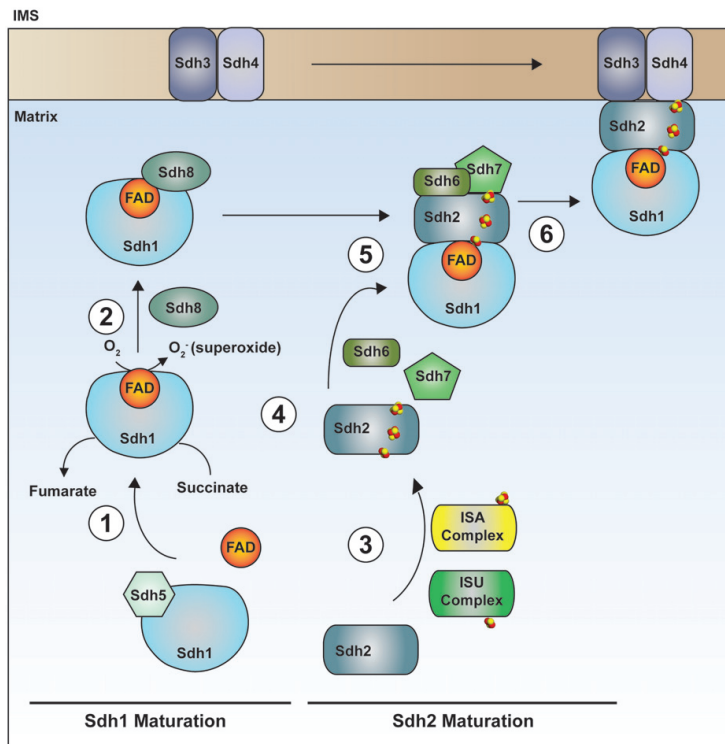 IMS
Sdh3 Sdh4
Sdh3 Sdh4
Matrix
Sdh2
Sdh8
FAD
Sdh1
Sdh6 Sdh7
Sdh2
FAD
Sdh1
FAD
Sdh1
5
6
2
Sdh8
O2 O2- (superoxide)
FAD
Sdh1
Fumarate Succinate
Sdh6
Sdh7
4
Sdh2
1
FAD
Sdh5
Sdh1
3
ISA
Complex
ISU
Complex
Sdh2
Sdh1 Maturation
Sdh2 Maturation